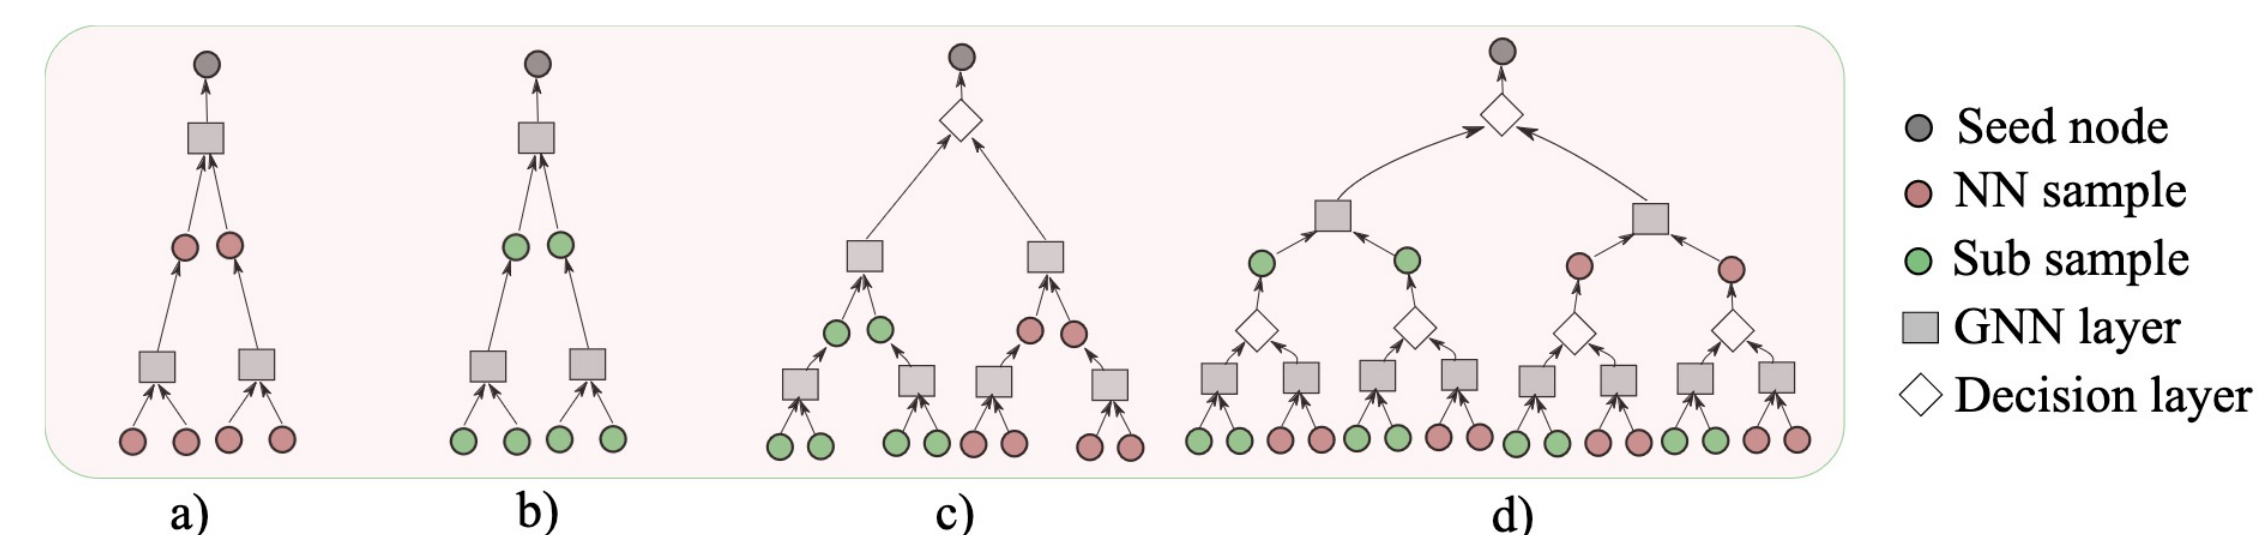 Seed node
NN sample
Sub sample
GNN layer
Decision layer
a)
b)
c)
d)